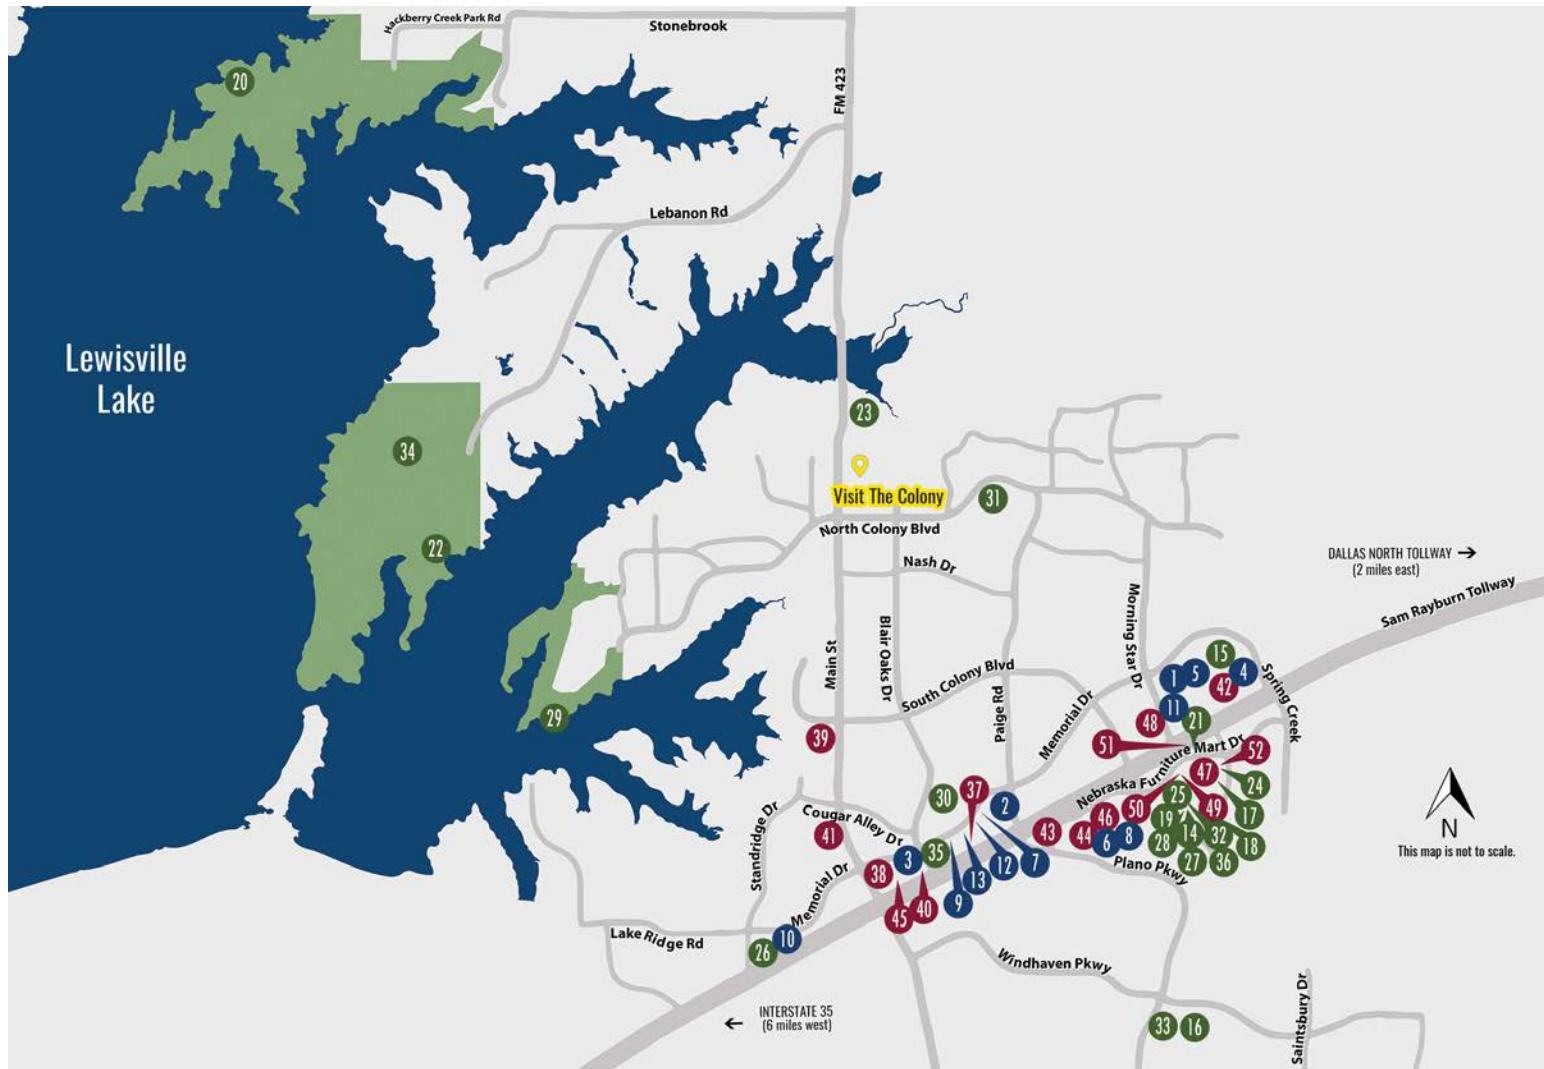 Hackberry Creek Park Rd
Stonebrook
20
FM 423
Lebanon Rd
Lewisville
Lake
23
34
Visit The Colony
31
North Colony Blvd
22
Nash Dr
DALLAS NORTH TOLLWAY
(2 miles east)
Sam Rayburn Tollway
Morning Star Dr
Blair Oaks Dr
Main St
South Colony Blvd
Paige Rd
Memorial Dr
Spring Creek
15
1
5
4
42
11
48
21
29
39
51
52
Nebraska Furniture Mart Dr
47
24
37
30
2
25
50
49
17
46
19
Standridge Dr
Cougar Alley Dr
41
43
44
6
8
28
14
32
18
3
35
38
13
12
7
27
36
Plano Pkwy
Memorial Dr
45
40
9
Lake Ridge Rd
10
26
Windhaven Pkwy
N
This map is not to scale.
INTERSTATE 35
(6 miles west)
33
16
Saintsbury Dr